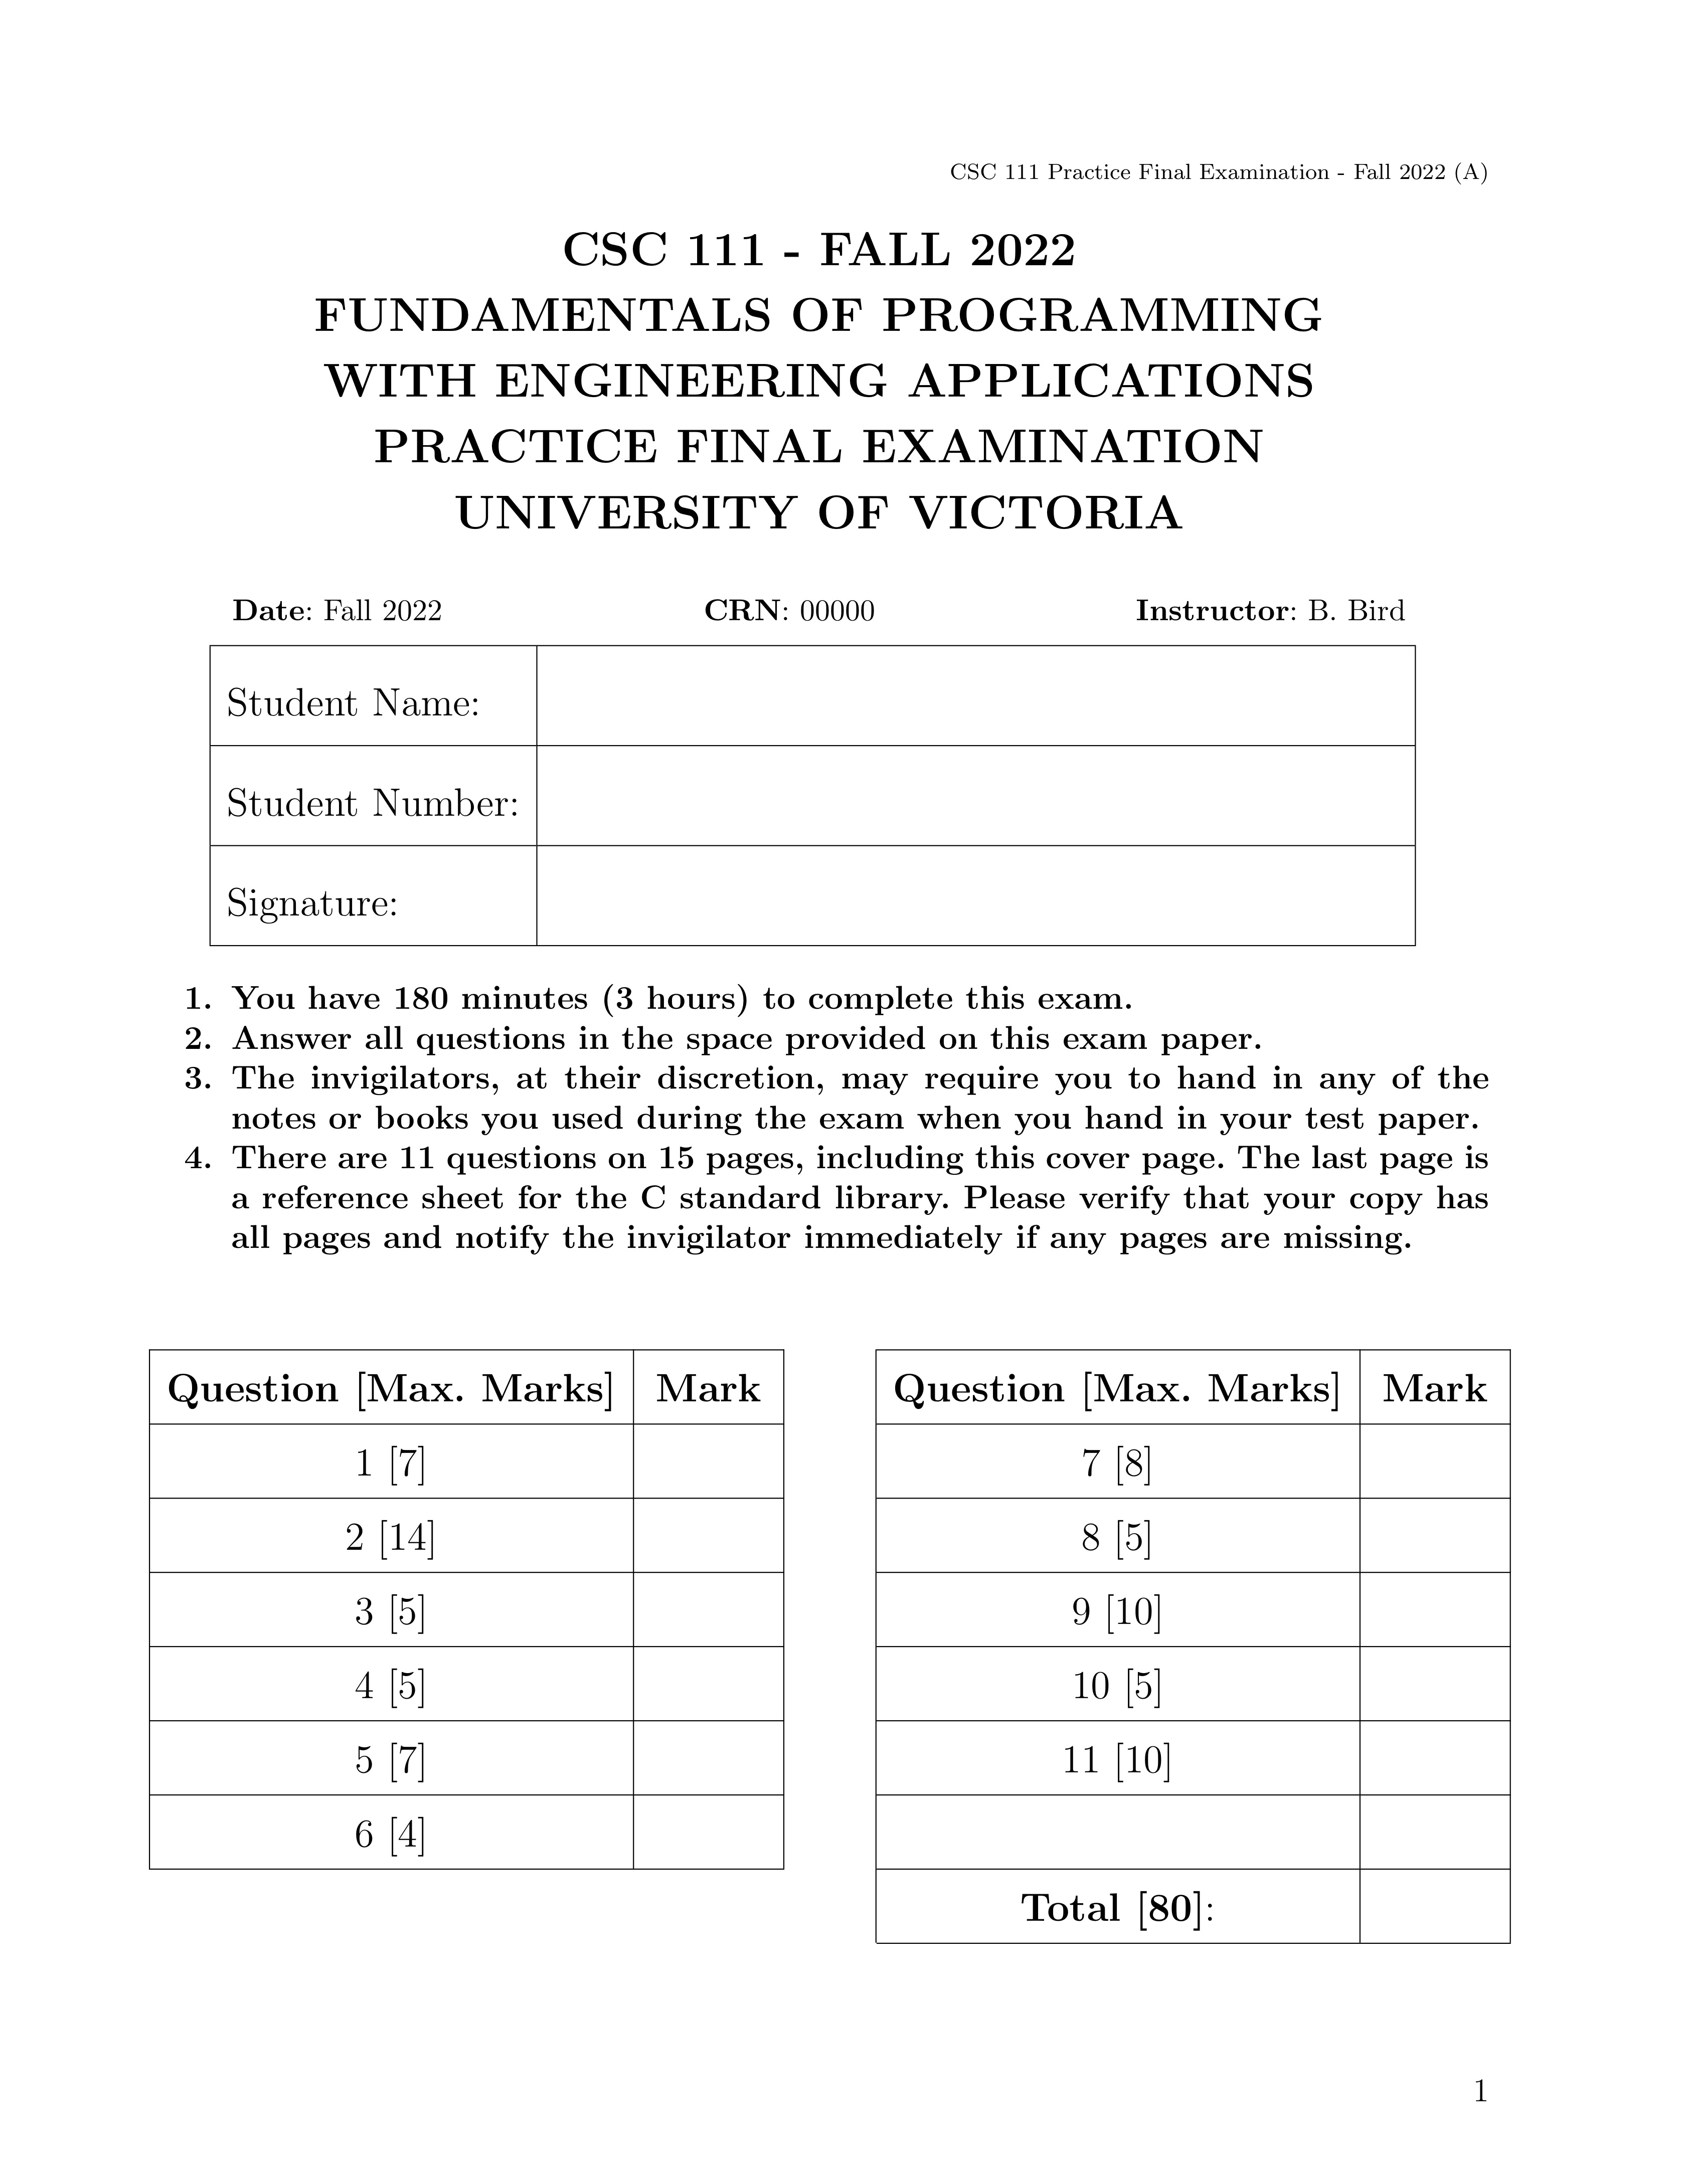 CSC 111 Practice Final Examination - Fall 2022 (A)
CSC 111 - FALL 2022
FUNDAMENTALS OF PROGRAMMING
WITH ENGINEERING APPLICATIONS
PRACTICE FINAL EXAMINATION
UNIVERSITY OF VICTORIA
Date: Fall 2022 CRN: 00000 Instructor: B. Bird
Student Name:
Student Number:
Signature:
1. You have 180 minutes (3 hours) to complete this exam.
2. Answer all questions in the space provided on this exam paper.
3. The invigilators, at their discretion, may require you to hand in any of the
notes or books you used during the exam when you hand in your test paper.
4. There are 11 questions on 15 pages, including this cover page. The last page is
a reference sheet for the C standard library. Please verify that your copy has
all pages and notify the invigilator immediately if any pages are missing.
Question [Max. Marks] Mark
1 [7]
2 [14]
3 [5]
4 [5]
5 [7]
6 [4]
Question [Max. Marks] Mark
7 [8]
8 [5]
9 [10]
10 [5]
11 [10]
Total [80]:
1